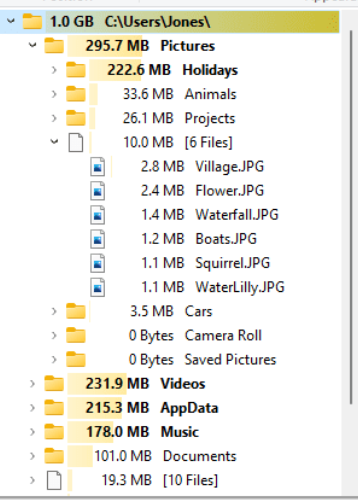 1.0 GB C:\Users\Jones\
295.7 MB Pictures
222.6 MB Holidays
33.6 MB Animals
26.1 MB Projects
10.0 MB [6 Files]
2.8 MB Village.JPG
2.4 MB Flower.JPG
1.4 MB Waterfall.JPG
1.2 MB Boats.JPG
1.1 MB Squirrel.JPG
1.1 MB WaterLilly.JPG
3.5 MB Cars
0 Bytes Camera Roll
0 Bytes Saved Pictures
231.9 MB Videos
215.3 MB AppData
178.0 MB Music
101.0 MB Documents
19.3 MB [10 Files]